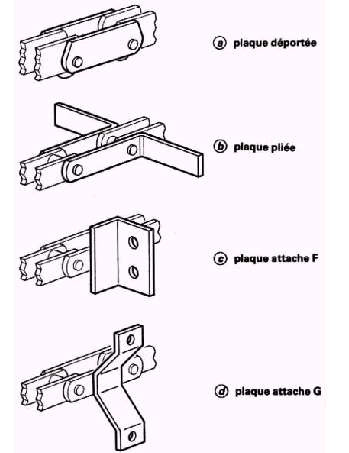 a plaque déportée
b plaque pliée
c plaque attache F
d plaque attache G